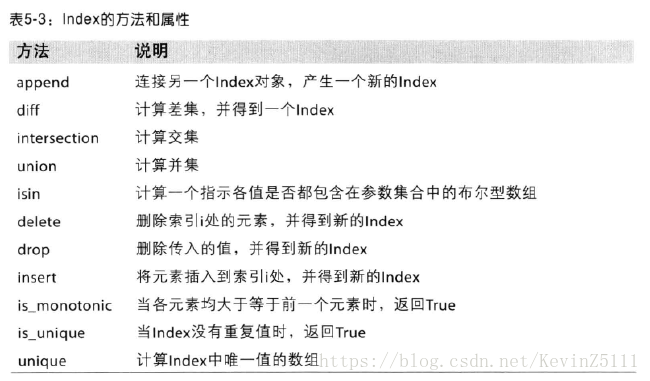 表5-3：Index的方法和属性
方法 说明
append 连接另一个Index对象，产生一个新的Index
diff 计算差集，并得到一个Index
intersection 计算交集
union 计算并集
isin 计算一个指示各值是否都包含在参数集合中的布尔型数组
delete 删除索引i处的元素，并得到新的Index
drop 删除传入的值，并得到新的Index
insert 将元素插入到索引i处，并得到新的Index
is_monotonic 当各元素均大于等于前一个元素时，返回True
is_unique 当Index没有重复值时，返回True
unique 计算Index中唯一值的数组
https://blog.csdn.net/KevinZ5111